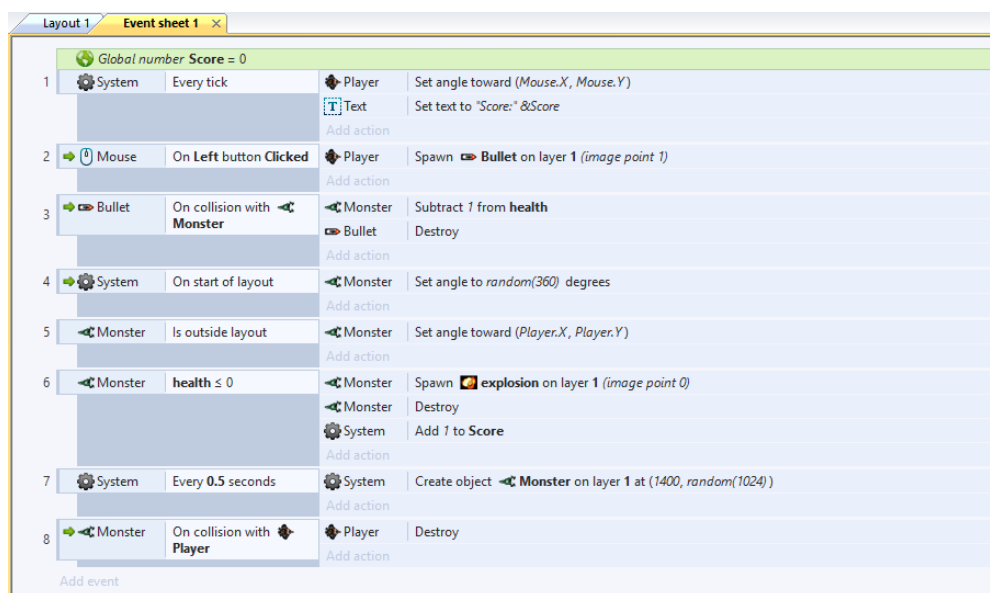 Layout 1 Event sheet 1 ×
Global number Score = 0
1 System Every tick Player Set angle toward (Mouse.X, Mouse.Y)
T Text Set text to "Score:" &Score
Add action
2 Mouse On Left button Clicked Player Spawn Bullet on layer 1 (image point 1)
Add action
3 Bullet On collision with Monster Monster Subtract 1 from health
Bullet Destroy
Add action
4 System On start of layout Monster Set angle to random(360) degrees
Add action
5 Monster Is outside layout Monster Set angle toward (Player.X, Player.Y)
Add action
6 Monster health ≤ 0 Monster Spawn explosion on layer 1 (image point 0)
Monster Destroy
System Add 1 to Score
Add action
7 System Every 0.5 seconds System Create object Monster on layer 1 at (1400, random(1024))
Add action
8 Monster On collision with Player Player Destroy
Add action
Add event